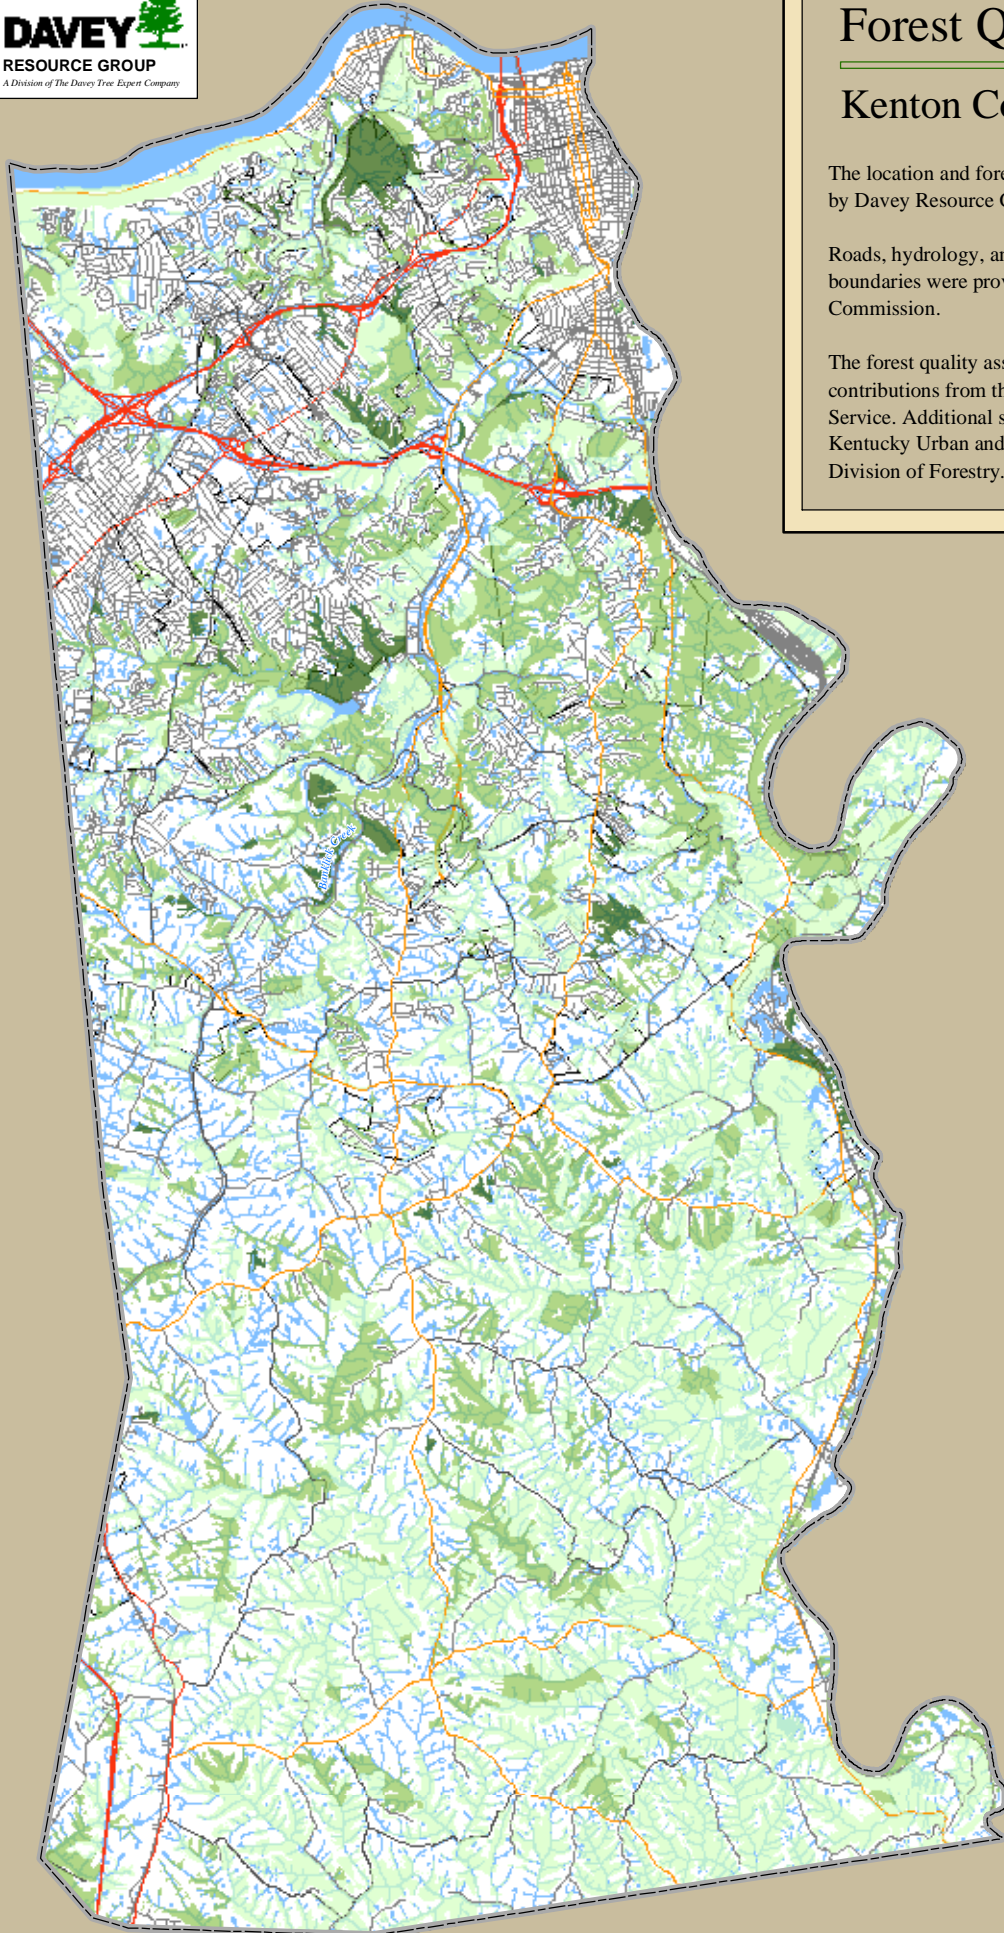 DAVEY
RESOURCE GROUP
A Division of The Davey Tree Expert Company
Forest Q
Kenton Co
The location and fore
by Davey Resource G
Roads, hydrology, an
boundaries were prov
Commission.
The forest quality ass
contributions from th
Service. Additional s
Kentucky Urban and
Division of Forestry.
Banklick Creek